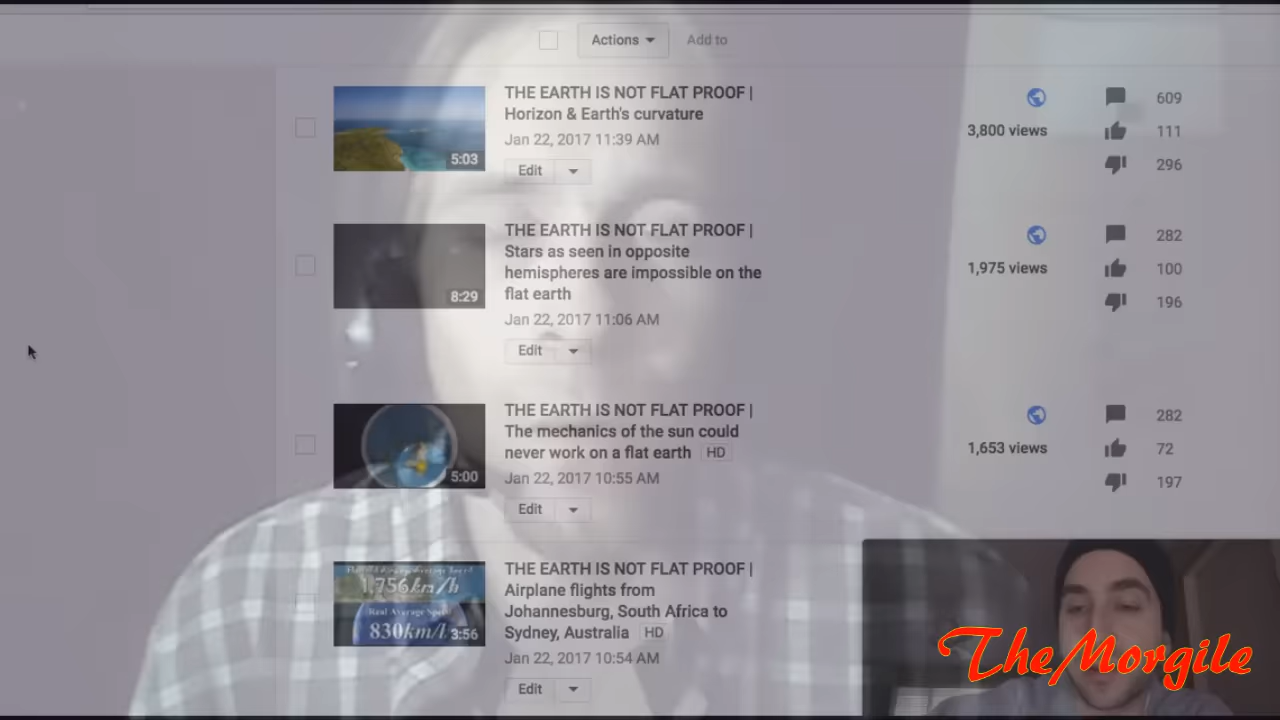 Actions
Add to
THE EARTH IS NOT FLAT PROOF |
Horizon & Earth's curvature
Jan 22, 2017 11:39 AM
5:03
Edit
3,800 views
609
111
296
THE EARTH IS NOT FLAT PROOF |
Stars as seen in opposite
hemispheres are impossible on the
flat earth
Jan 22, 2017 11:06 AM
8:29
Edit
1,975 views
282
100
196
THE EARTH IS NOT FLAT PROOF |
The mechanics of the sun could
never work on a flat earth HD
Jan 22, 2017 10:55 AM
5:00
Edit
1,653 views
282
72
197
THE EARTH IS NOT FLAT PROOF |
Airplane flights from
Johannesburg, South Africa to
Sydney, Australia HD
Jan 22, 2017 10:54 AM
1,756km/h
Real Average Speed
830km/
3:56
Edit
TheMorgile